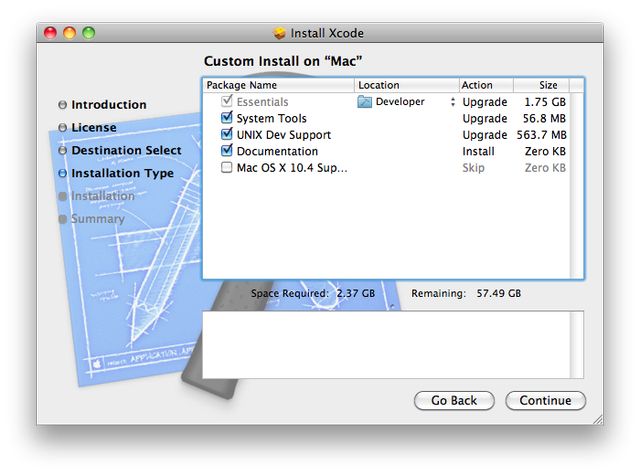 Install Xcode
Custom Install on “Mac”
Introduction
License
Destination Select
Installation Type
Installation
Summary
Package Name Location Action Size
Essentials Developer Upgrade 1.75 GB
System Tools Upgrade 56.8 MB
UNIX Dev Support Upgrade 563.7 MB
Documentation Install Zero KB
Mac OS X 10.4 Sup... Skip Zero KB
Space Required: 2.37 GB Remaining: 57.49 GB
PROJECT APPLICATION.APP
Go Back Continue